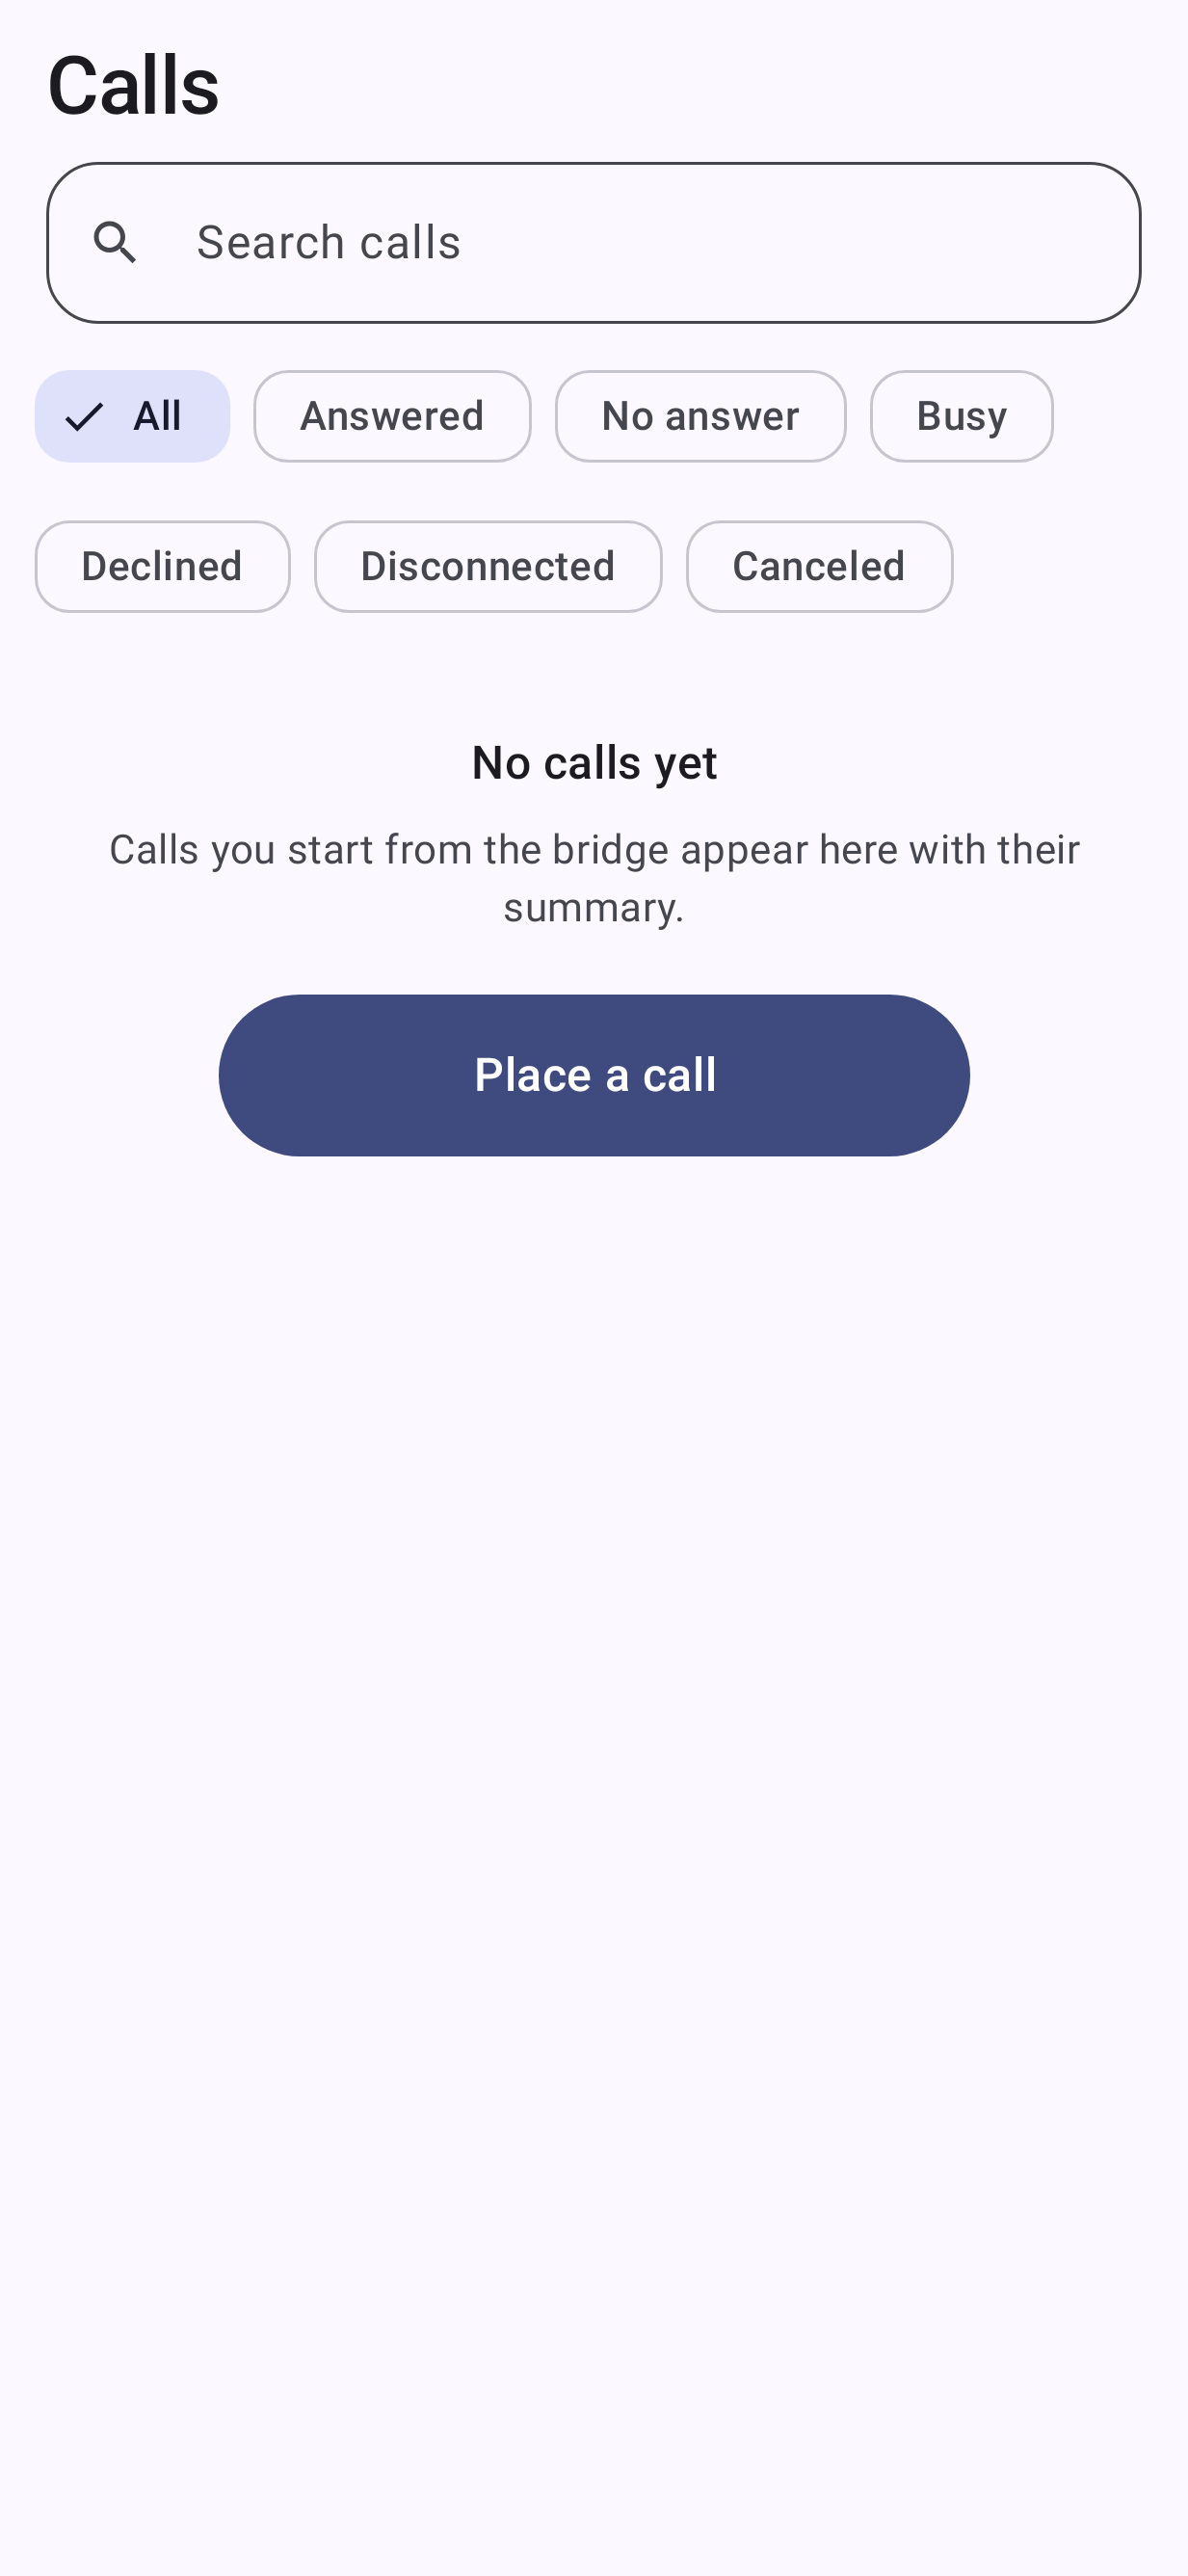 Calls
Search calls
All
Answered
No answer
Busy
Declined
Disconnected
Canceled
No calls yet
Calls you start from the bridge appear here with their
summary.
Place a call